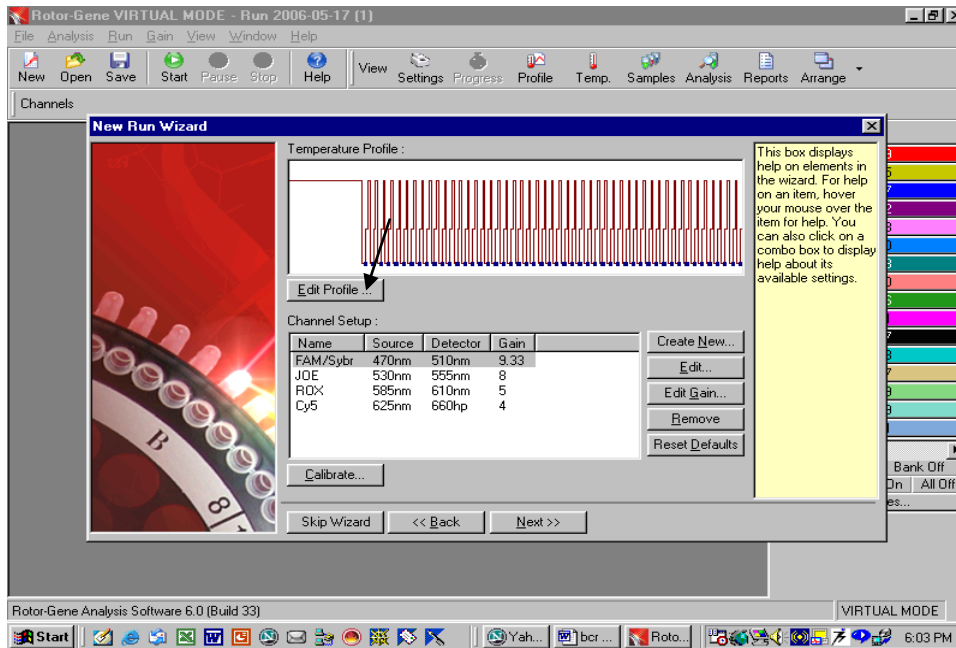 Rotor-Gene VIRTUAL MODE - Run 2006-05-17 (1)
File Analysis Run Gain View Window Help
New Open Save Start Pause Stop Help View Settings Progress Profile Temp. Samples Analysis Reports Arrange
Channels
New Run Wizard
Temperature Profile :
This box displays
help on elements in
the wizard. For help
on an item, hover
your mouse over the
item for help. You
can also click on a
combo box to display
help about its
available settings.
Edit Profile ...
Channel Setup :
Name Source Detector Gain
FAM/Sybr 470nm 510nm 9.33
JOE 530nm 555nm 8
ROX 585nm 610nm 5
Cy5 625nm 660hp 4
Create New...
Edit...
Edit Gain...
Remove
Reset Defaults
Calibrate...
Bank Off
On All Off
es...
Skip Wizard << Back Next >>
B
8
Rotor-Gene Analysis Software 6.0 (Build 33) VIRTUAL MODE
Start Yah... bcr ... Roto... 6:03 PM